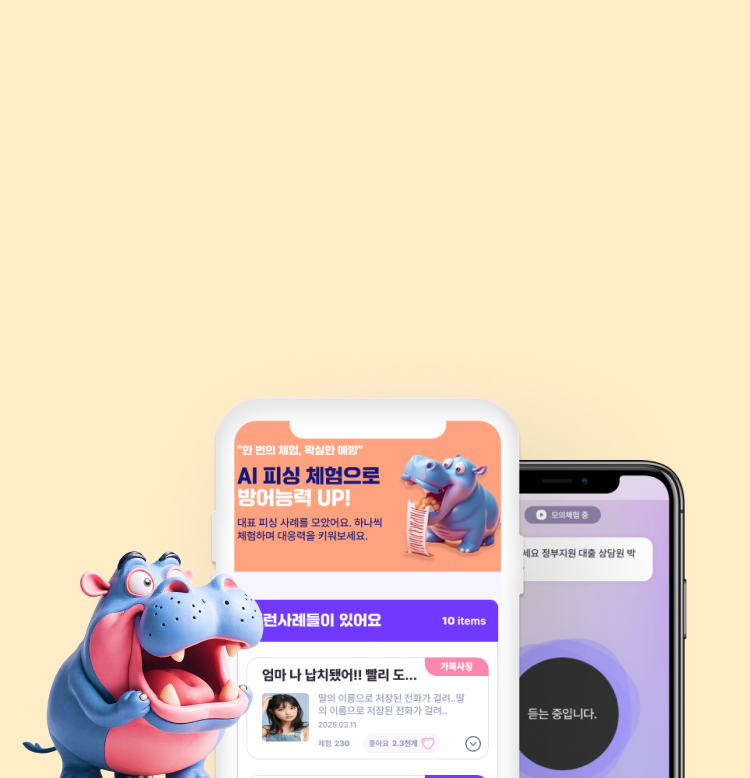 "한 번의 체험, 확실한 예방"
AI 피싱 체험으로
방어능력 UP!
대표 피싱 사례를 모았어요. 하나씩
체험하며 대응력을 키워보세요.
모의체험 중
세요 정부지원 대출 상담원 박
런사례들이 있어요
10 items
가족사칭
엄마 나 납치됐어!! 빨리 도...
딸의 이름으로 저장된 전화가 걸려..딸
의 이름으로 저장된 전화가 걸려..
2025.03.11
체험 230
좋아요 2.3천개
듣는 중입니다.